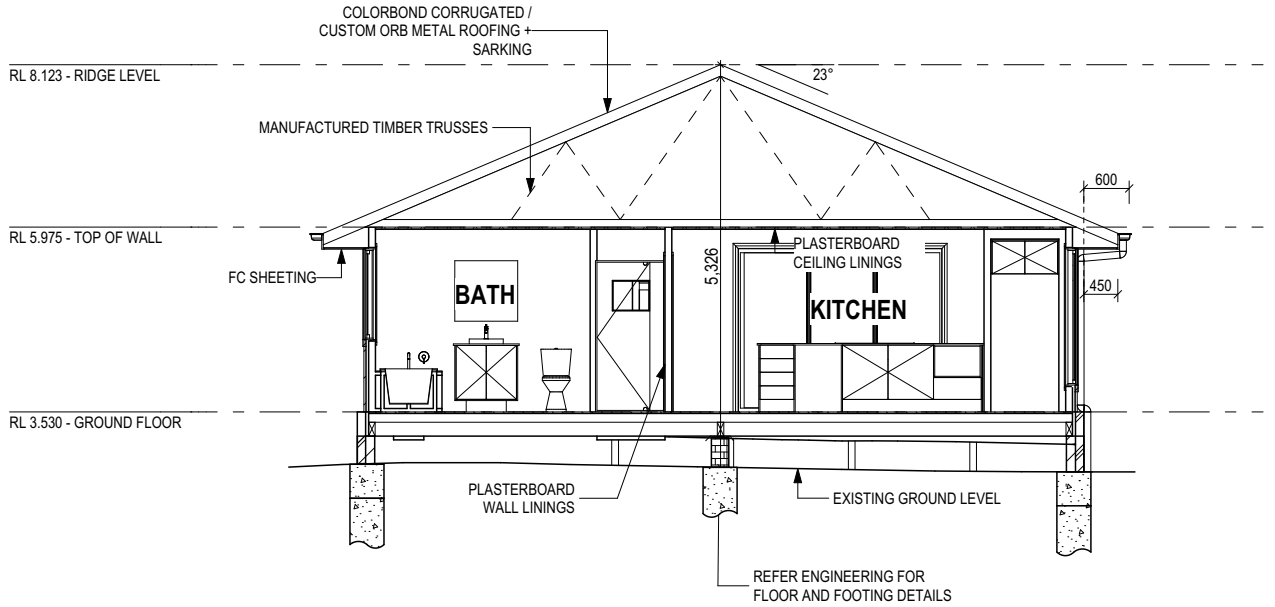 COLORBOND CORRUGATED /
CUSTOM ORB METAL ROOFING +
SARKING
RL 8.123 - RIDGE LEVEL
23°
MANUFACTURED TIMBER TRUSSES
600
RL 5.975 - TOP OF WALL
PLASTERBOARD
CEILING LININGS
5,326
FC SHEETING
450
BATH
KITCHEN
RL 3.530 - GROUND FLOOR
PLASTERBOARD
WALL LININGS
EXISTING GROUND LEVEL
REFER ENGINEERING FOR
FLOOR AND FOOTING DETAILS